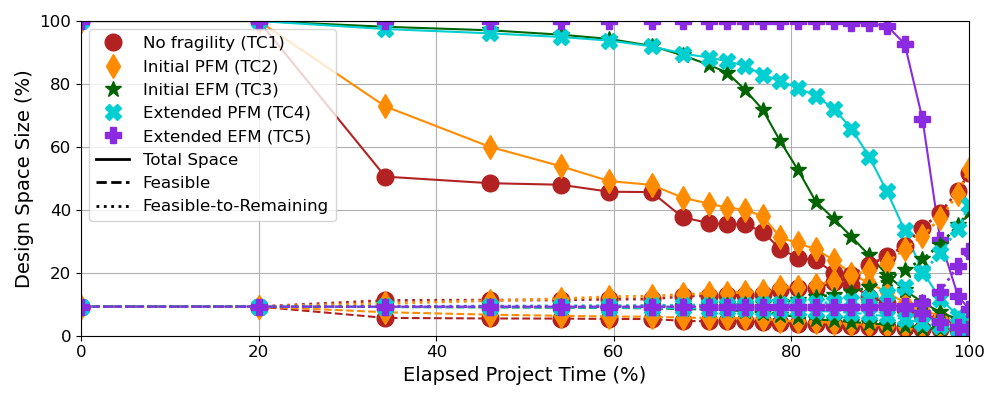 100
80
60
40
20
0
Design Space Size (%)
No fragility (TC1)
Initial PFM (TC2)
Initial EFM (TC3)
Extended PFM (TC4)
Extended EFM (TC5)
Total Space
Feasible
Feasible-to-Remaining
0 20 40 60 80 100
Elapsed Project Time (%)